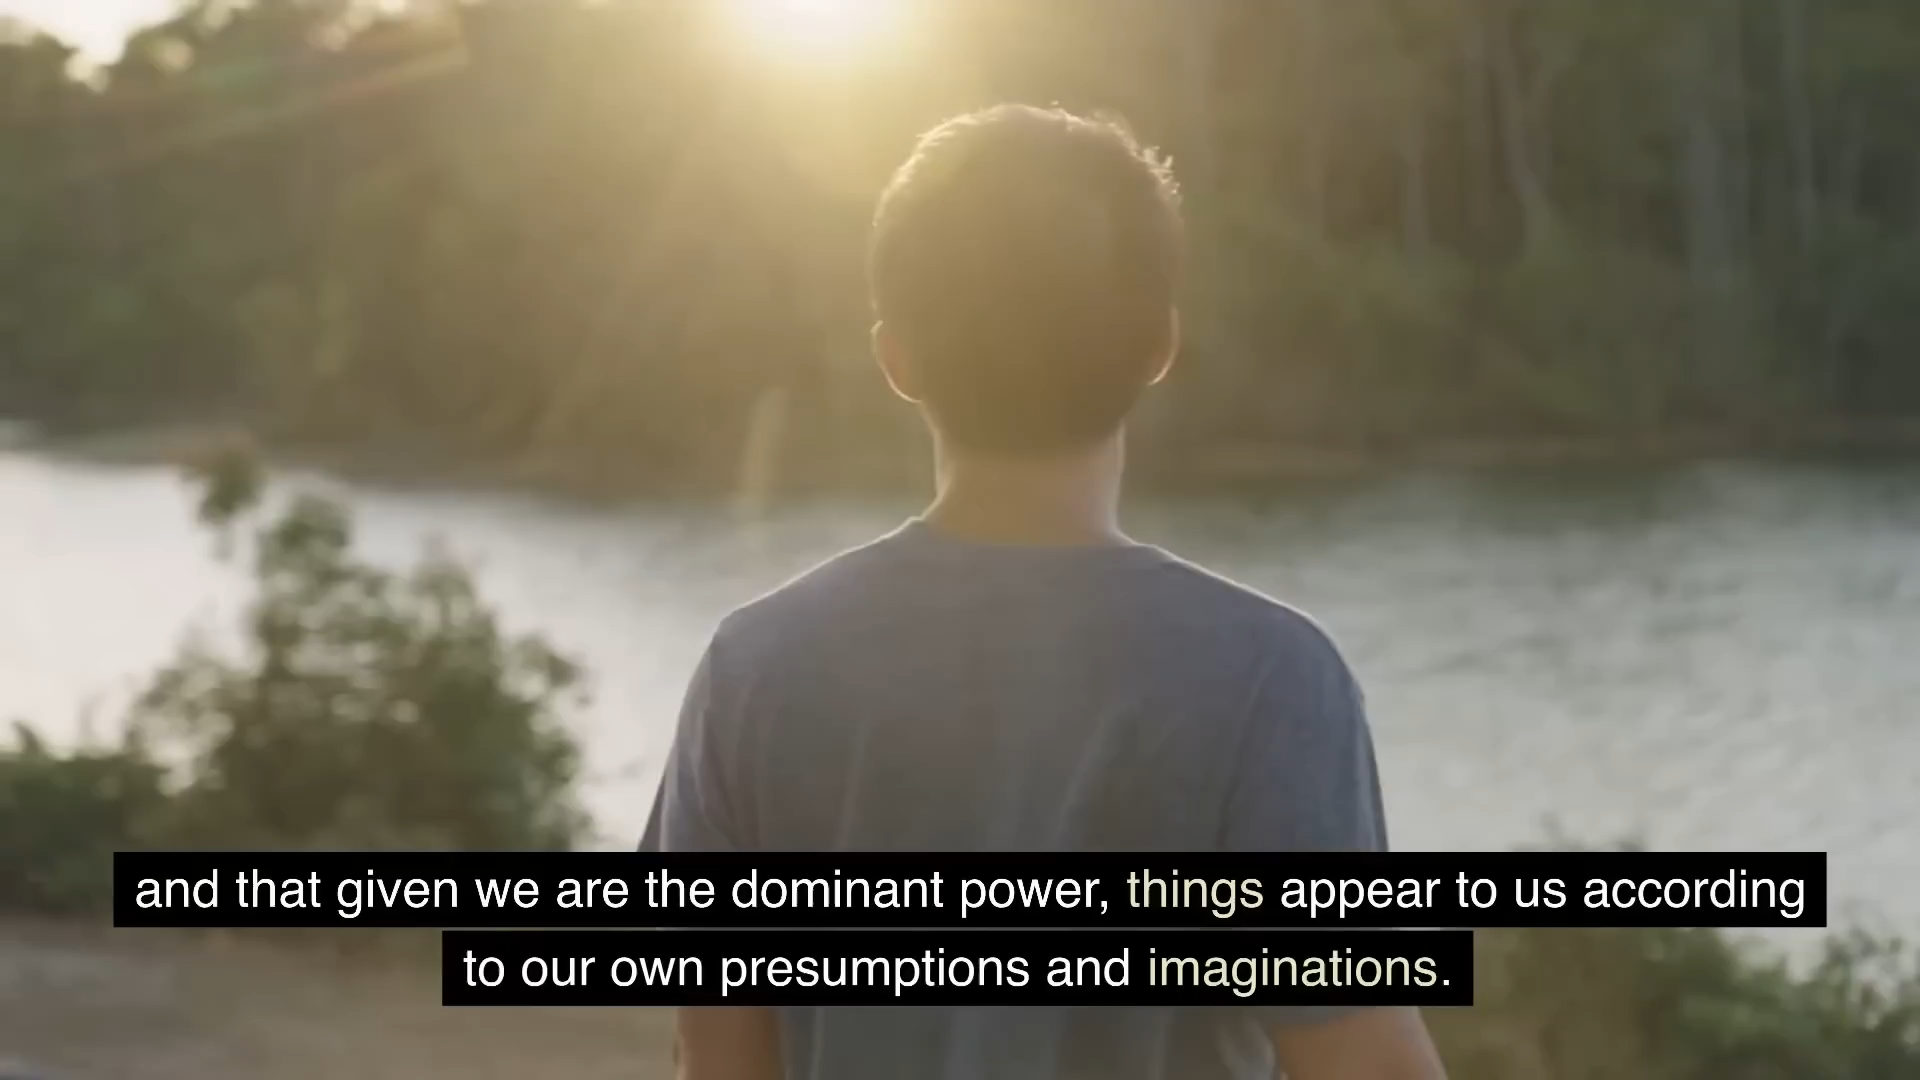 and that given we are the dominant power, things appear to us according
to our own presumptions and imaginations.